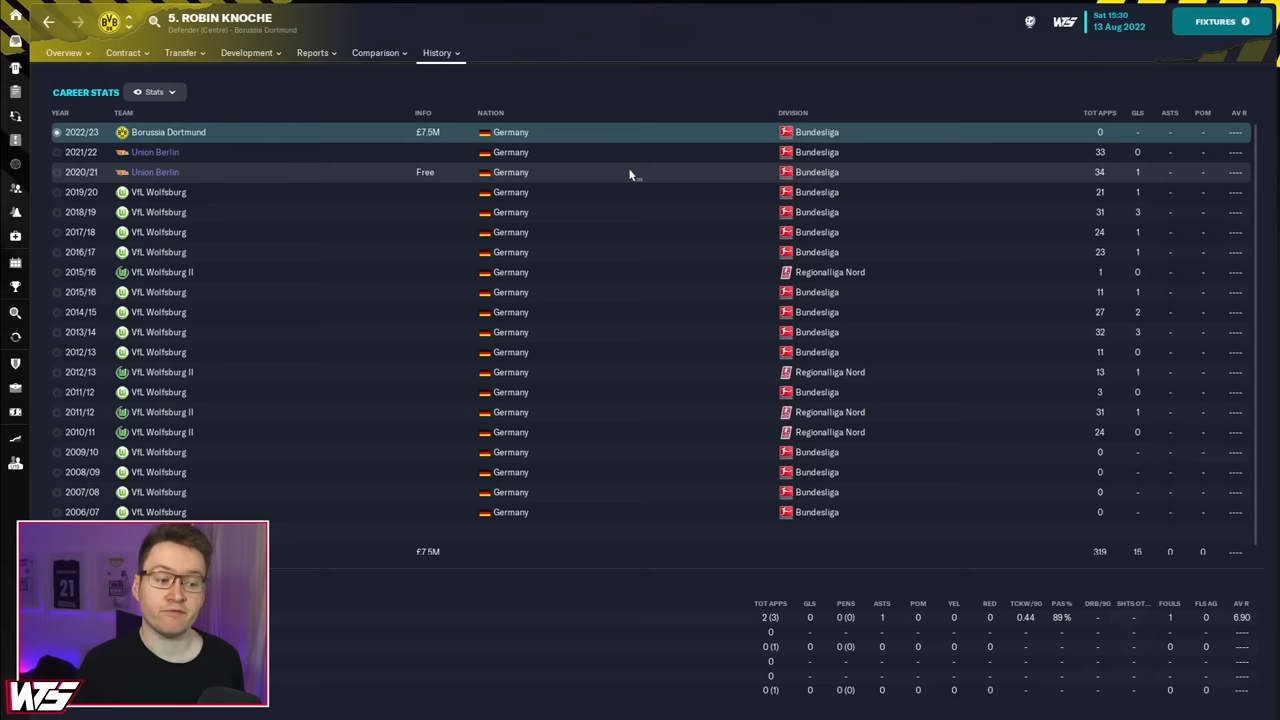 5. ROBIN KNOCHE
Defender (Centre) - Borussia Dortmund
WTS Sat 15:30
13 Aug 2022
FIXTURES
Overview Contract Transfer Development Reports Comparison History
CAREER STATS Stats
YEAR TEAM INFO NATION DIVISION TOT APPS GLS ASTS POM AV R
2022/23 Borussia Dortmund £7.5M Germany Bundesliga 0 - - - ----
2021/22 Union Berlin Germany Bundesliga 33 0 - - ----
2020/21 Union Berlin Free Germany Bundesliga 34 1 - - ----
2019/20 VfL Wolfsburg Germany Bundesliga 21 1 - - ----
2018/19 VfL Wolfsburg Germany Bundesliga 31 3 - - ----
2017/18 VfL Wolfsburg Germany Bundesliga 24 1 - - ----
2016/17 VfL Wolfsburg Germany Bundesliga 23 1 - - ----
2015/16 VfL Wolfsburg II Germany Regionalliga Nord 1 0 - - ----
2015/16 VfL Wolfsburg Germany Bundesliga 11 1 - - ----
2014/15 VfL Wolfsburg Germany Bundesliga 27 2 - - ----
2013/14 VfL Wolfsburg Germany Bundesliga 32 3 - - ----
2012/13 VfL Wolfsburg Germany Bundesliga 11 0 - - ----
2012/13 VfL Wolfsburg II Germany Regionalliga Nord 13 1 - - ----
2011/12 VfL Wolfsburg Germany Bundesliga 3 0 - - ----
2011/12 VfL Wolfsburg II Germany Regionalliga Nord 31 1 - - ----
2010/11 VfL Wolfsburg II Germany Regionalliga Nord 24 0 - - ----
2009/10 VfL Wolfsburg Germany Bundesliga 0 - - - ----
2008/09 VfL Wolfsburg Germany Bundesliga 0 - - - ----
2007/08 VfL Wolfsburg Germany Bundesliga 0 - - - ----
2006/07 VfL Wolfsburg Germany Bundesliga 0 - - - ----
£7.5M 319 15 0 0 ----
TOT APPS GLS PENS ASTS POM YEL RED TCKW/90 PAS % DRB/90 SHTS OT... FOULS FLS AG AV R
2 (3) 0 0 (0) 1 0 0 0 0.44 89 % - - 1 0 6.90
0 - - - - - - - - - - - - ----
0 (1) 0 0 (0) 0 0 0 0 - - - - 0 0 ----
0 - - - - - - - - - - - - ----
0 - - - - - - - - - - - - ----
0 (1) 0 0 (0) 0 0 0 0 - - - - 0 0 ----
21
WTS